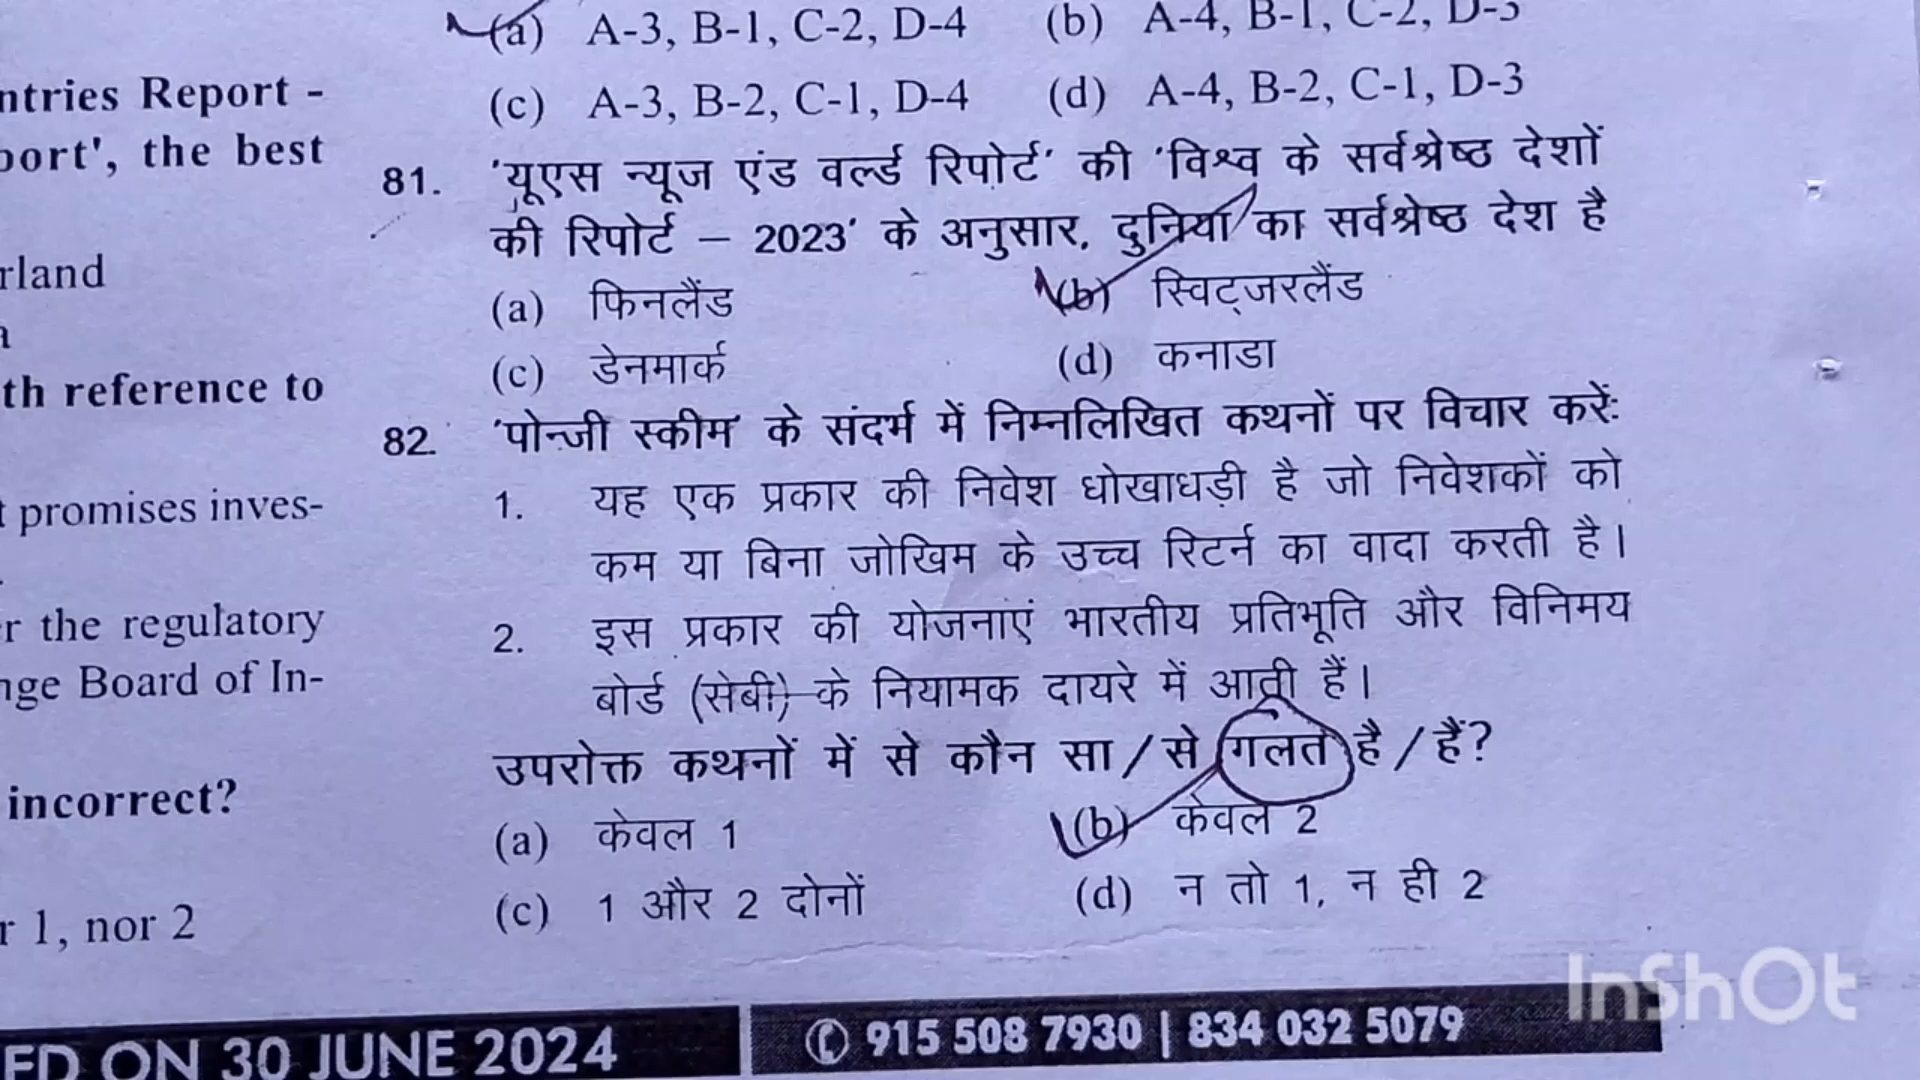 (a) A-3, B-1, C-2, D-4 (b) A-4, B-1, C-2, D-3
(c) A-3, B-2, C-1, D-4 (d) A-4, B-2, C-1, D-3
81. 'यूएस न्यूज एंड वर्ल्ड रिपोर्ट' की 'विश्व के सर्वश्रेष्ठ देशों
की रिपोर्ट – 2023' के अनुसार, दुनिया का सर्वश्रेष्ठ देश है
(a) फिनलैंड (b) स्विट्जरलैंड
(c) डेनमार्क (d) कनाडा
82. 'पोन्जी स्कीम' के संदर्भ में निम्नलिखित कथनों पर विचार करें:
1. यह एक प्रकार की निवेश धोखाधड़ी है जो निवेशकों को
कम या बिना जोखिम के उच्च रिटर्न का वादा करती है।
2. इस प्रकार की योजनाएं भारतीय प्रतिभूति और विनिमय
बोर्ड (सेबी) के नियामक दायरे में आती हैं।
उपरोक्त कथनों में से कौन सा/से गलत है/हैं?
(a) केवल 1 (b) केवल 2
(c) 1 और 2 दोनों (d) न तो 1, न ही 2
ntries Report -
port', the best
rland
th reference to
t promises inves-
r the regulatory
nge Board of In-
incorrect?
r 1, nor 2
ED ON 30 JUNE 2024
915 508 7930 | 834 032 5079
InShOt